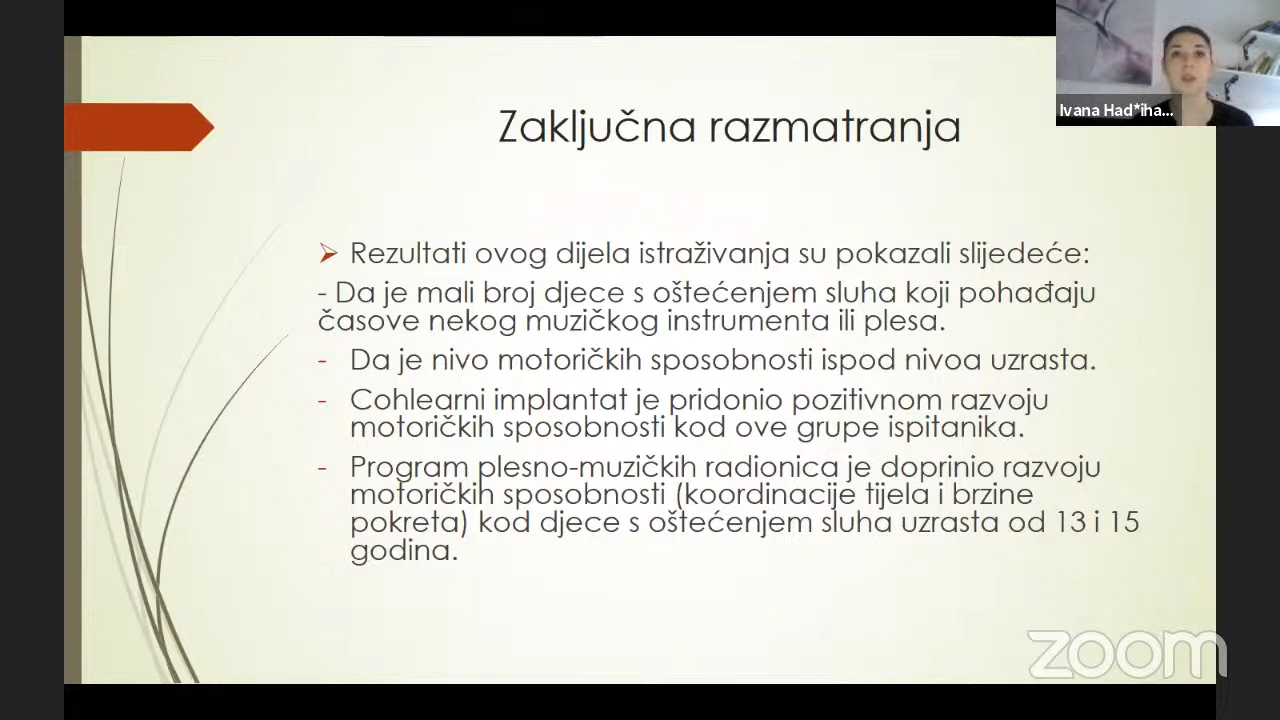 Ivana Had*iha...
Zaključna razmatranja
Rezultati ovog dijela istraživanja su pokazali slijedeće:
- Da je mali broj djece s oštećenjem sluha koji pohađaju
časove nekog muzičkog instrumenta ili plesa.
- Da je nivo motoričkih sposobnosti ispod nivoa uzrasta.
- Cohlearni implantat je pridonio pozitivnom razvoju
motoričkih sposobnosti kod ove grupe ispitanika.
- Program plesno-muzičkih radionica je doprinio razvoju
motoričkih sposobnosti (koordinacije tijela i brzine
pokreta) kod djece s oštećenjem sluha uzrasta od 13 i 15
godina.
zoom